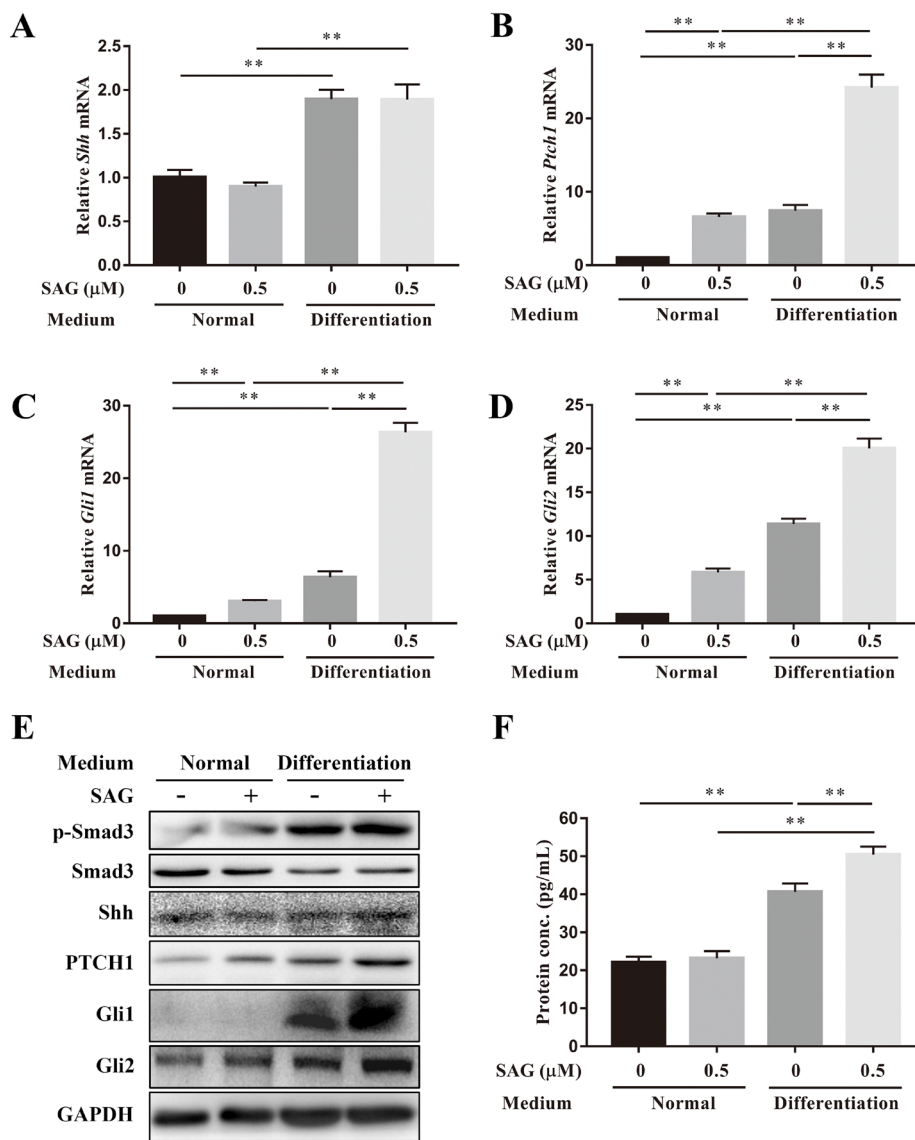 A
** **
Relative Shh mRNA
2.5
2.0
1.5
1.0
0.5
0.0
SAG (μM) 0 0.5 0 0.5
Medium Normal Differentiation
B
** **
** **
Relative Ptch1 mRNA
30
20
10
0
SAG (μM) 0 0.5 0 0.5
Medium Normal Differentiation
C
** **
** **
Relative Gli1 mRNA
30
20
10
0
SAG (μM) 0 0.5 0 0.5
Medium Normal Differentiation
D
** **
** **
Relative Gli2 mRNA
25
20
15
10
5
0
SAG (μM) 0 0.5 0 0.5
Medium Normal Differentiation
E
Medium Normal Differentiation
SAG - + - +
p-Smad3
Smad3
Shh
PTCH1
Gli1
Gli2
GAPDH
F
** **
**
Protein conc. (pg/mL)
60
50
40
30
20
10
0
SAG (μM) 0 0.5 0 0.5
Medium Normal Differentiation